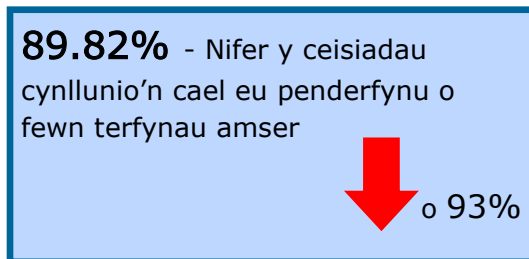 89.82% - Nifer y ceisiadau
cynllunio’n cael eu penderfynu o
fewn terfynau amser
o 93%